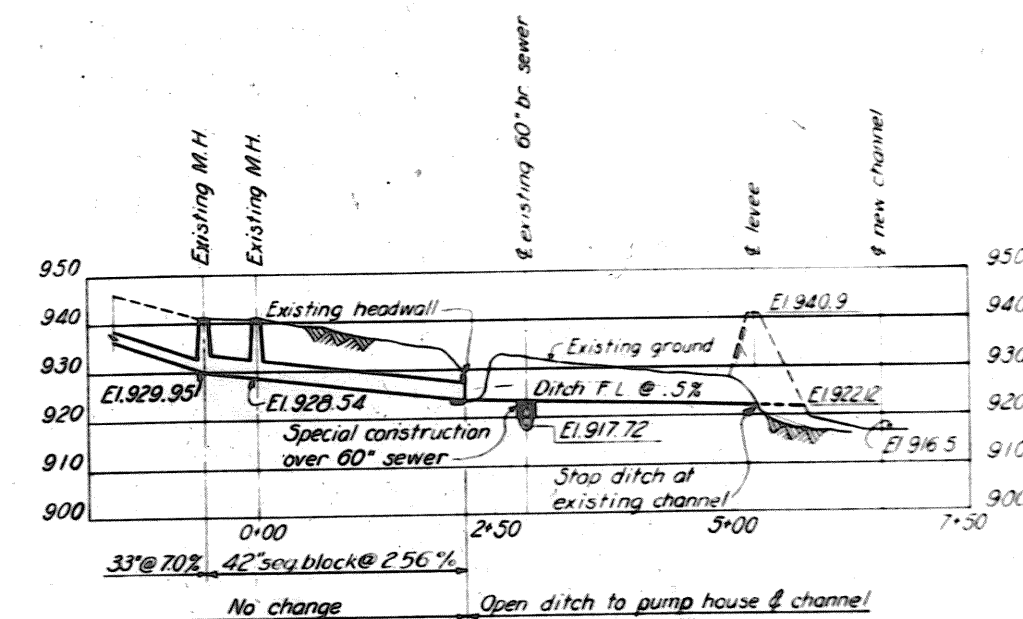 Existing M.H.
Existing M.H.
℄ existing 60" br. sewer
℄ levee
℄ new channel
950
950
940
Existing headwall
El. 940.9
940
930
Existing ground
930
El. 929.95
El. 928.54
Ditch F.L. @ .5%
El. 922.12
920
Special construction
over 60" sewer
El. 917.72
920
El. 916.5
910
Stop ditch at
existing channel
910
900
900
0+00
2+50
5+00
7+50
33"@7.0%
42" seg. block @ 2.56%
No change
Open ditch to pump house & channel